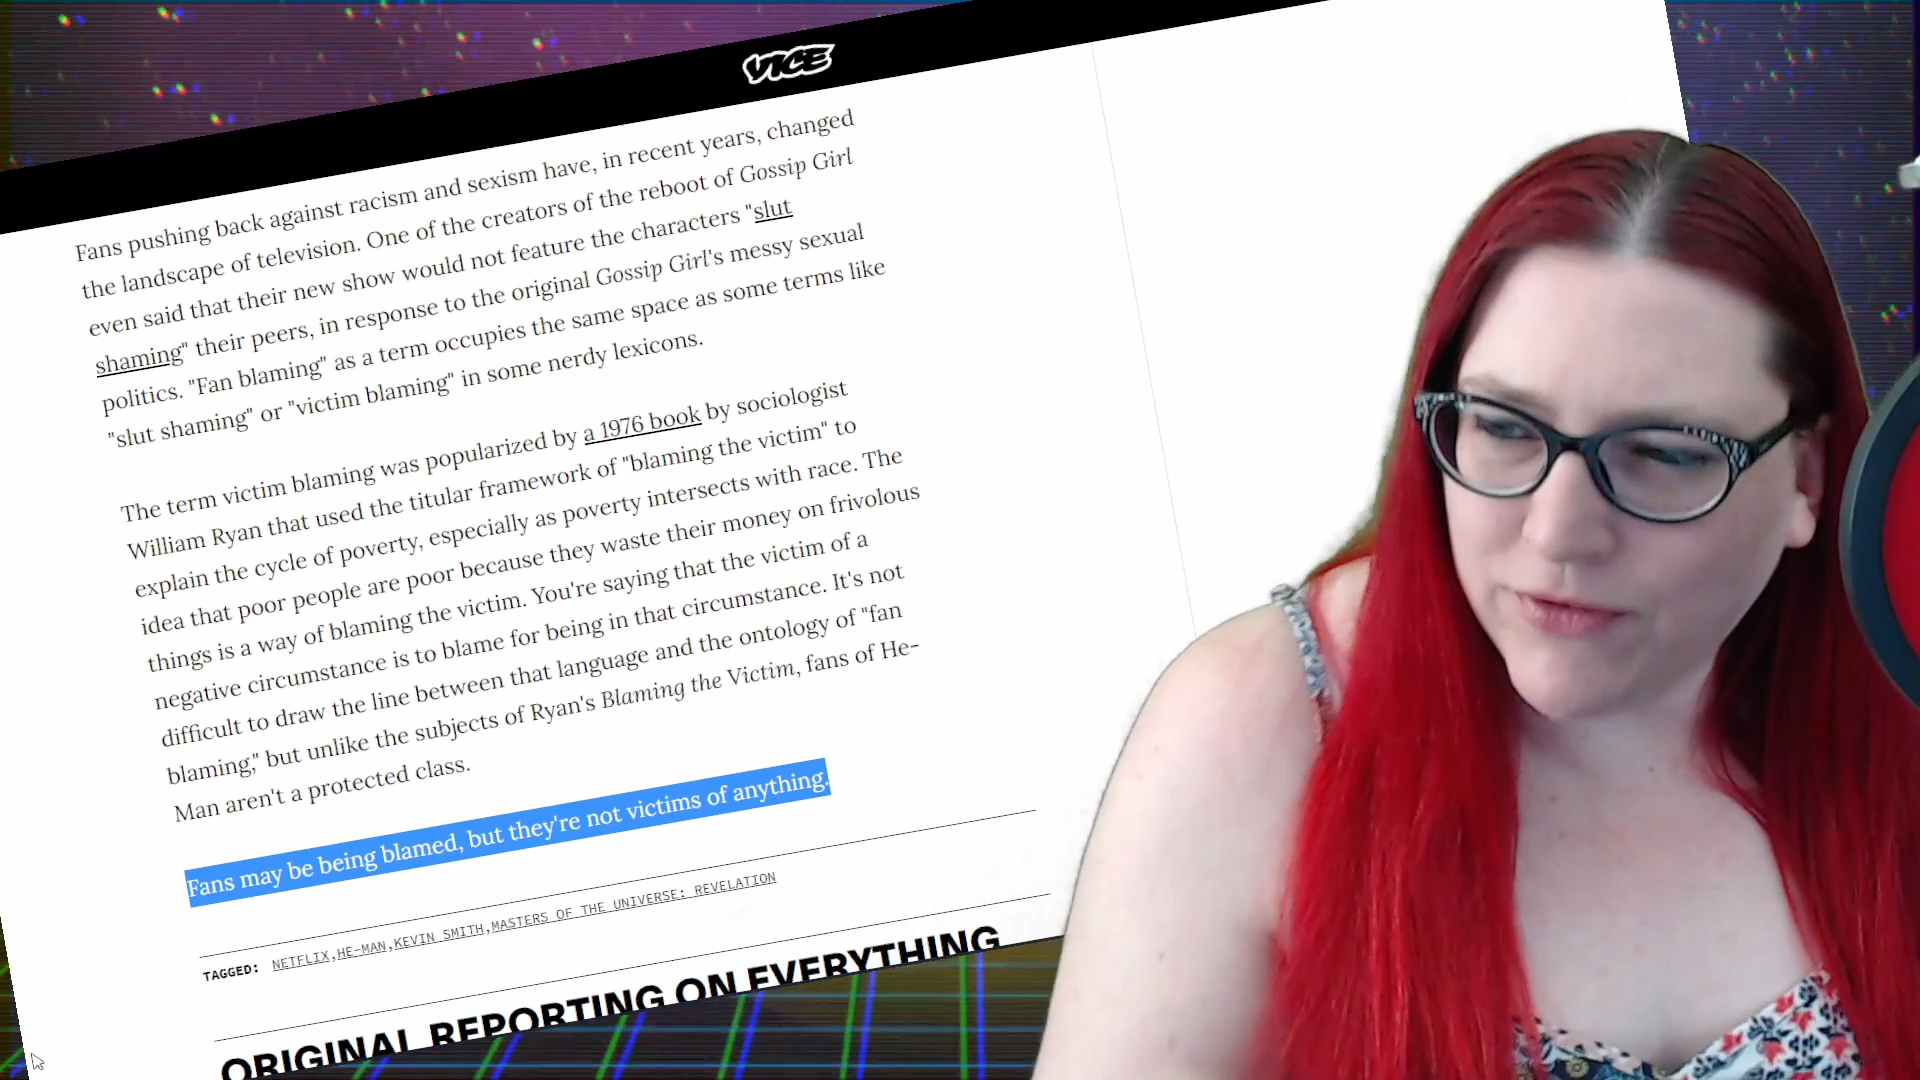 VICE
Fans pushing back against racism and sexism have, in recent years, changed
the landscape of television. One of the creators of the reboot of Gossip Girl
even said that their new show would not feature the characters "slut
shaming" their peers, in response to the original Gossip Girl's messy sexual
politics. "Fan blaming" as a term occupies the same space as some terms like
"slut shaming" or "victim blaming" in some nerdy lexicons.
The term victim blaming was popularized by a 1976 book by sociologist
William Ryan that used the titular framework of "blaming the victim" to
explain the cycle of poverty, especially as poverty intersects with race. The
idea that poor people are poor because they waste their money on frivolous
things is a way of blaming the victim. You're saying that the victim of a
negative circumstance is to blame for being in that circumstance. It's not
difficult to draw the line between that language and the ontology of "fan
blaming," but unlike the subjects of Ryan's Blaming the Victim, fans of He-
Man aren't a protected class.
Fans may be being blamed, but they're not victims of anything.
TAGGED: NETFLIX,HE-MAN,KEVIN SMITH,MASTERS OF THE UNIVERSE: REVELATION
ORIGINAL REPORTING ON EVERYTHING